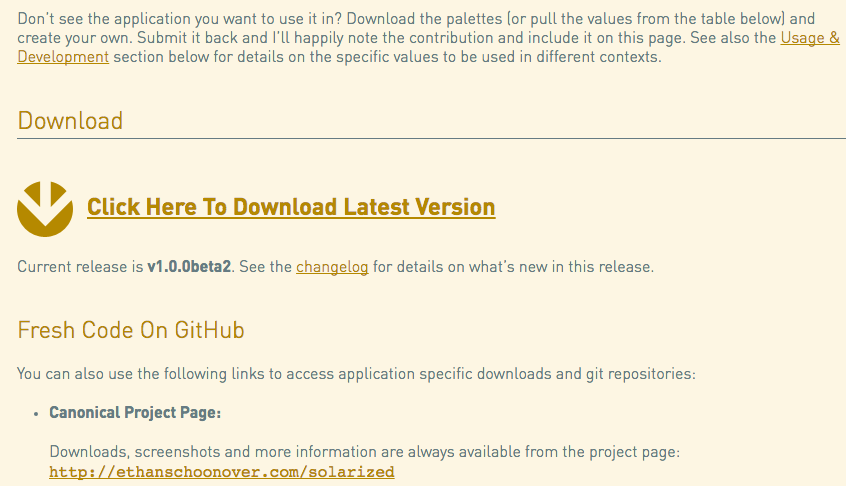 Don't see the application you want to use it in? Download the palettes (or pull the values from the table below) and
create your own. Submit it back and I'll happily note the contribution and include it on this page. See also the Usage &
Development section below for details on the specific values to be used in different contexts.
Download
Click Here To Download Latest Version
Current release is v1.0.0beta2. See the changelog for details on what's new in this release.
Fresh Code On GitHub
You can also use the following links to access application specific downloads and git repositories:
• Canonical Project Page:
Downloads, screenshots and more information are always available from the project page:
http://ethanschoonover.com/solarized